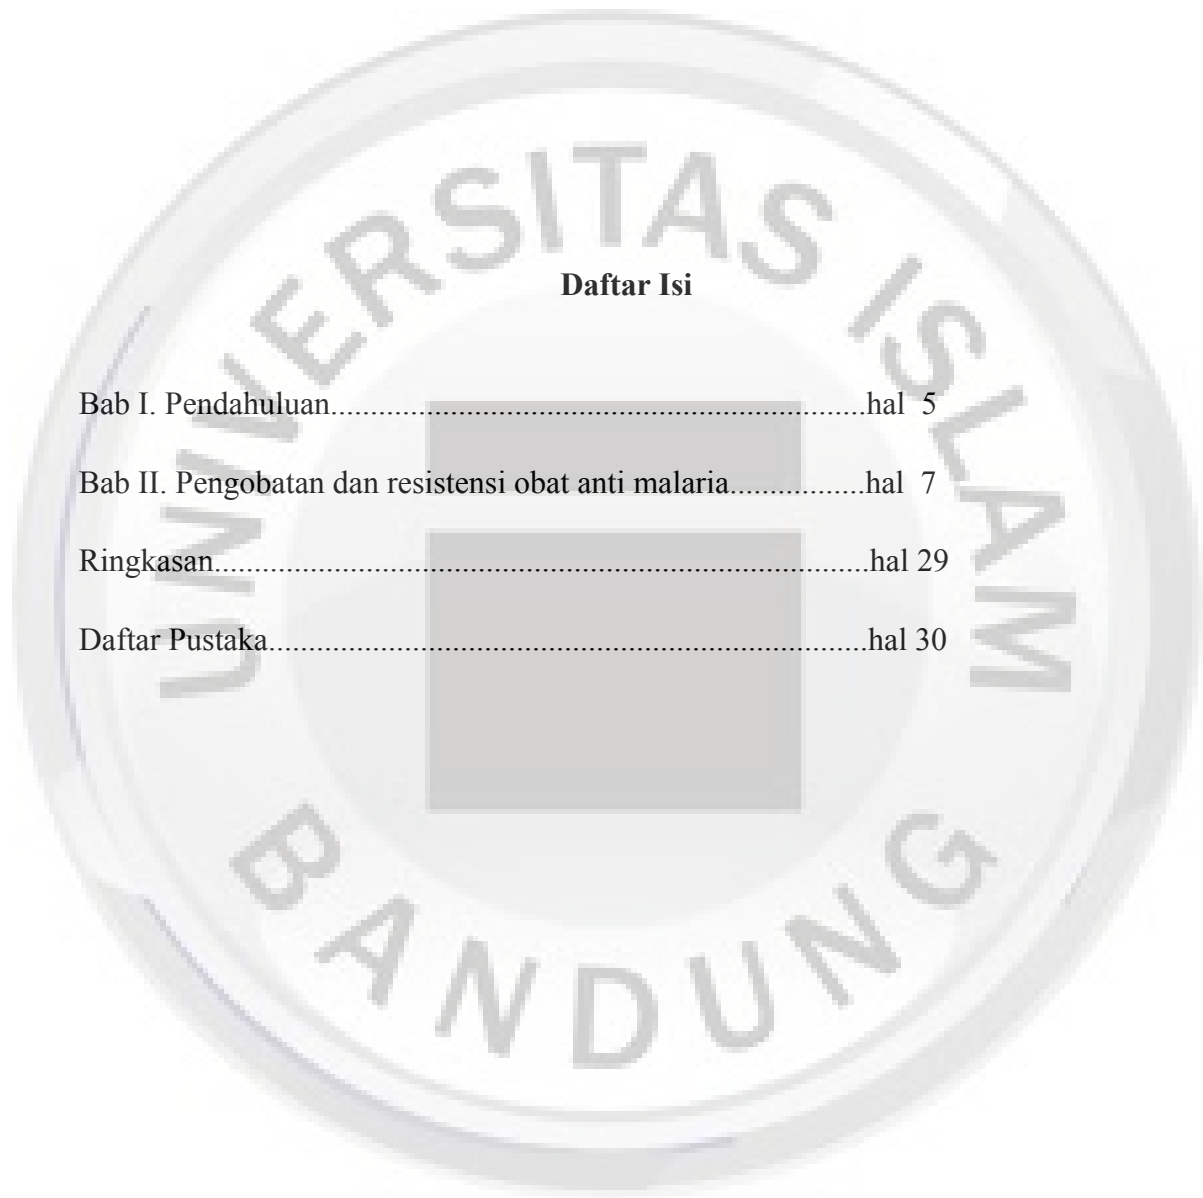 UNIVERSITAS ISLAM
Daftar Isi
Bab I. Pendahuluan...................................................................hal 5
Bab II. Pengobatan dan resistensi obat anti malaria.................hal 7
Ringkasan..................................................................................hal 29
Daftar Pustaka...........................................................................hal 30
BANDUNG